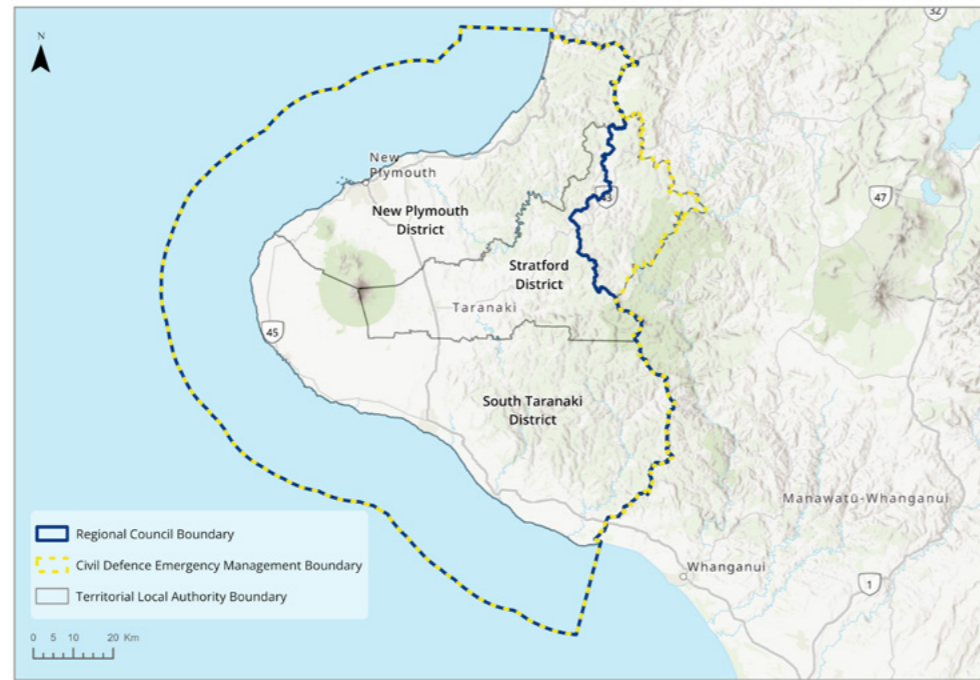 N
32
New
Plymouth
New Plymouth
District
43
47
Stratford
District
Taranaki
45
South Taranaki
District
Manawatū-Whanganui
Regional Council Boundary
Civil Defence Emergency Management Boundary
Whanganui
1
Territorial Local Authority Boundary
0 5 10 20 Km